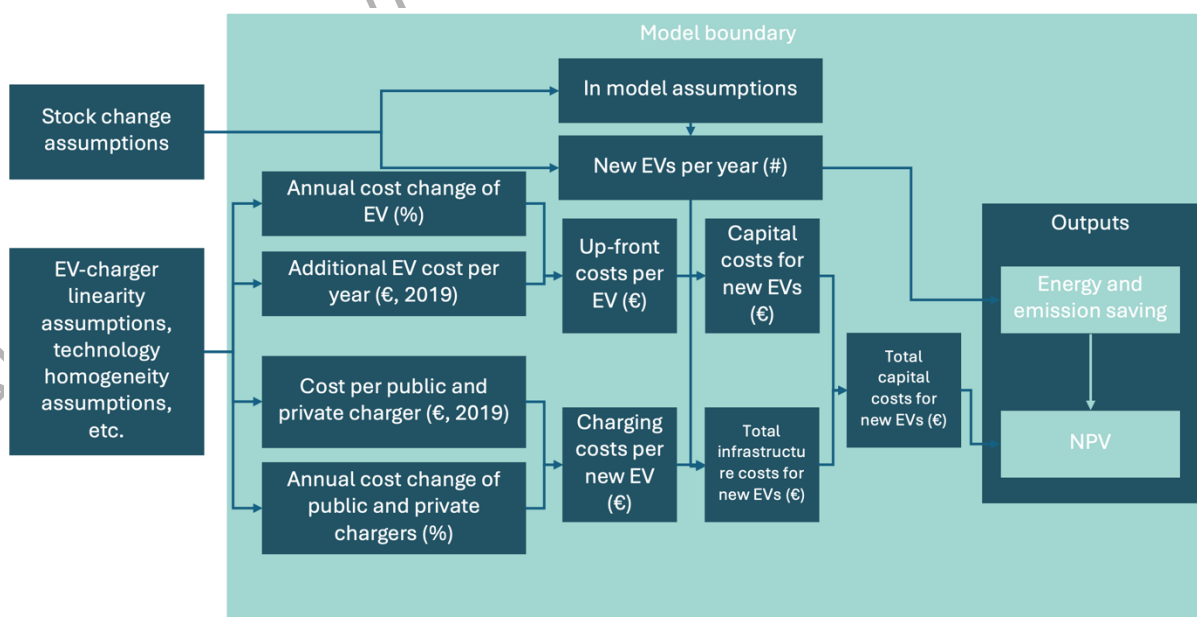 Model boundary
Stock change
assumptions
In model assumptions
New EVs per year (#)
Annual cost change of
EV (%)
Additional EV cost per
year (€, 2019)
EV-charger
linearity
assumptions,
technology
homogeneity
assumptions,
etc.
Cost per public and
private charger (€, 2019)
Annual cost change of
public and private
chargers (%)
Up-front
costs per
EV (€)
Capital
costs for
new EVs
(€)
Charging
costs per
new EV
(€)
Total
infrastructu
re costs for
new EVs (€)
Total
capital
costs for
new EVs (€)
Outputs
Energy and
emission saving
NPV